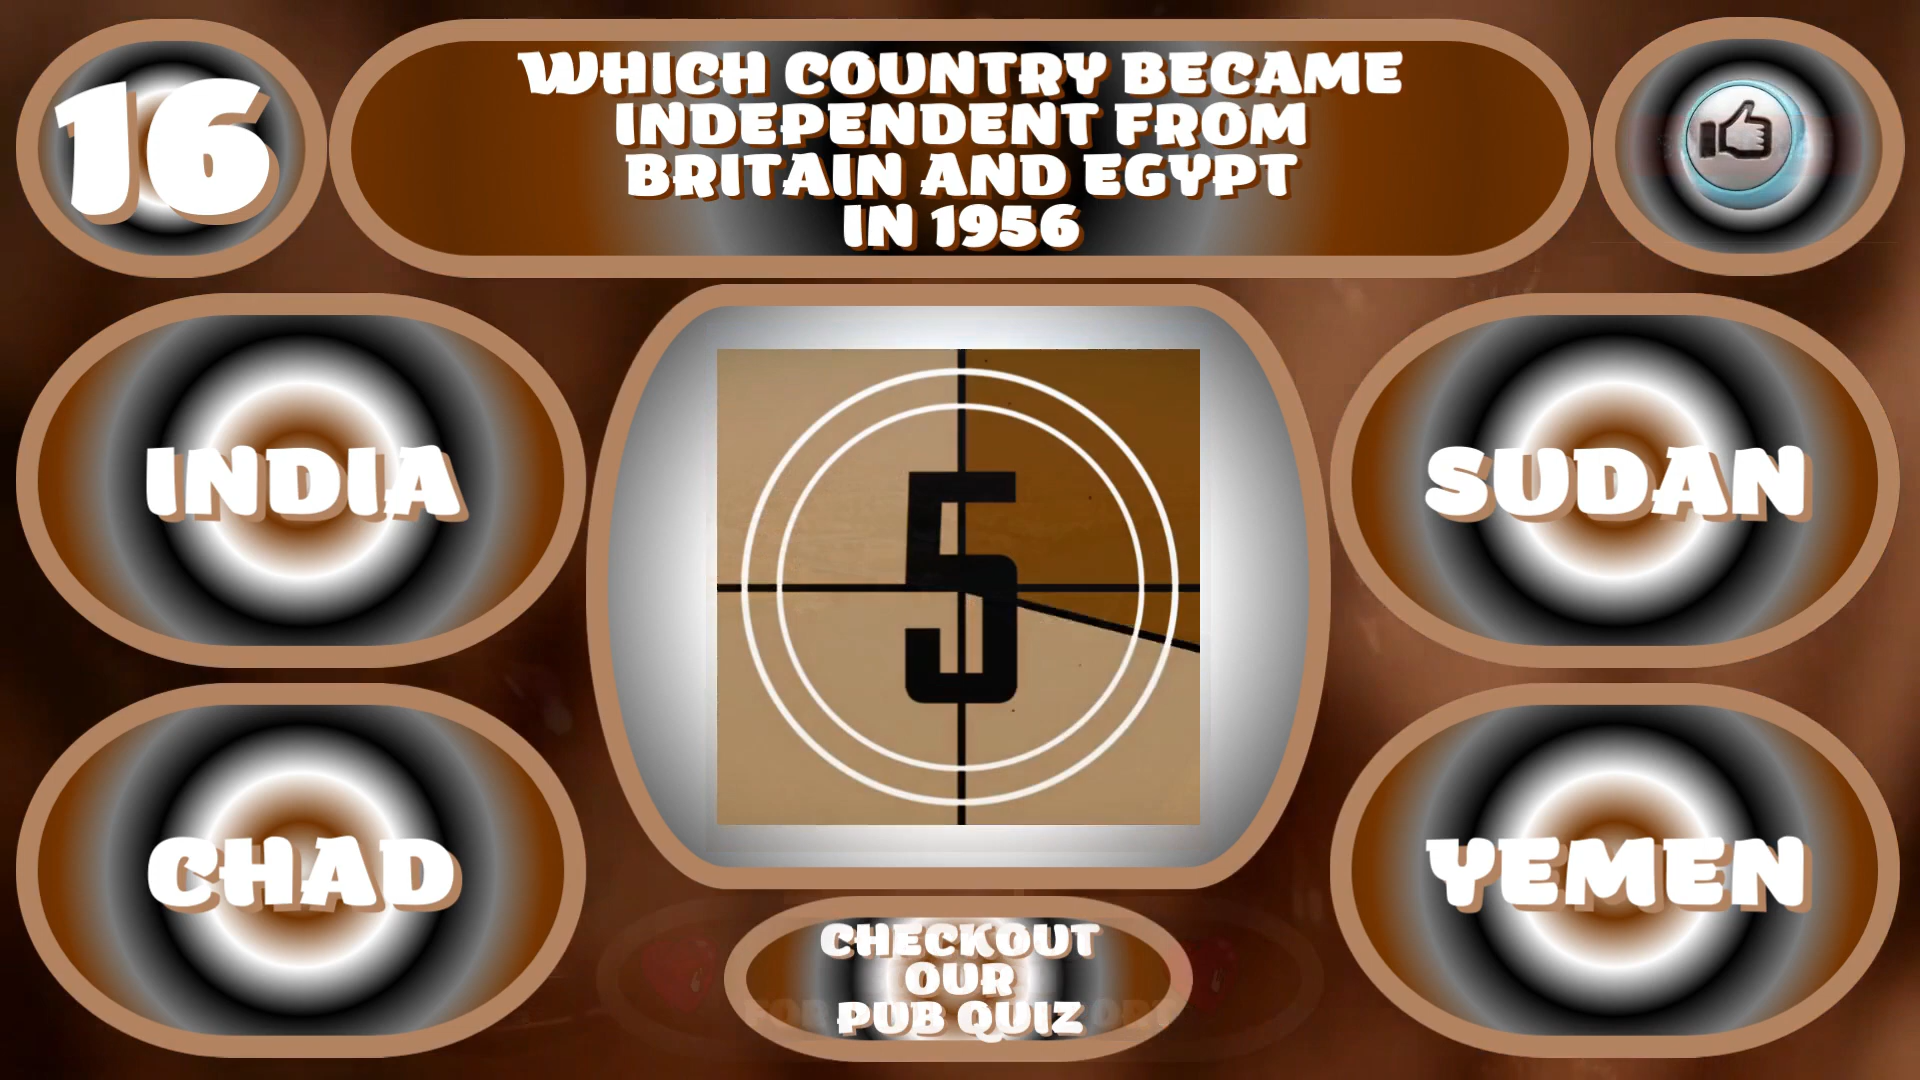 16
WHICH COUNTRY BECAME
INDEPENDENT FROM
BRITAIN AND EGYPT
IN 1956
INDIA
SUDAN
5
CHAD
YEMEN
CHECKOUT
OUR
PUB QUIZ